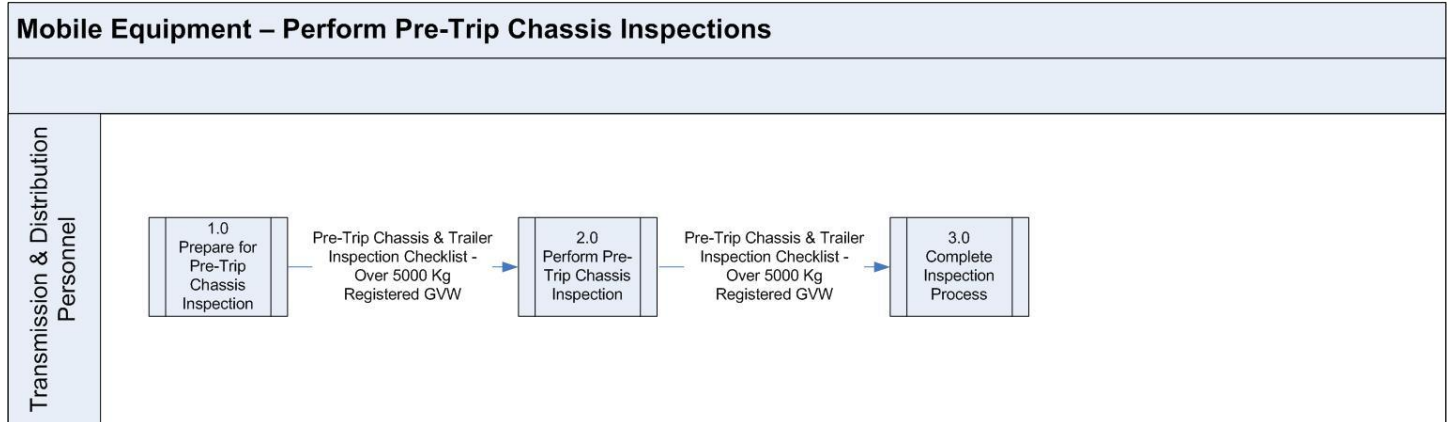 Mobile Equipment – Perform Pre-Trip Chassis Inspections
Transmission & Distribution
Personnel
1.0
Prepare for
Pre-Trip
Chassis
Inspection
Pre-Trip Chassis & Trailer
Inspection Checklist -
Over 5000 Kg
Registered GVW
2.0
Perform Pre-
Trip Chassis
Inspection
Pre-Trip Chassis & Trailer
Inspection Checklist -
Over 5000 Kg
Registered GVW
3.0
Complete
Inspection
Process